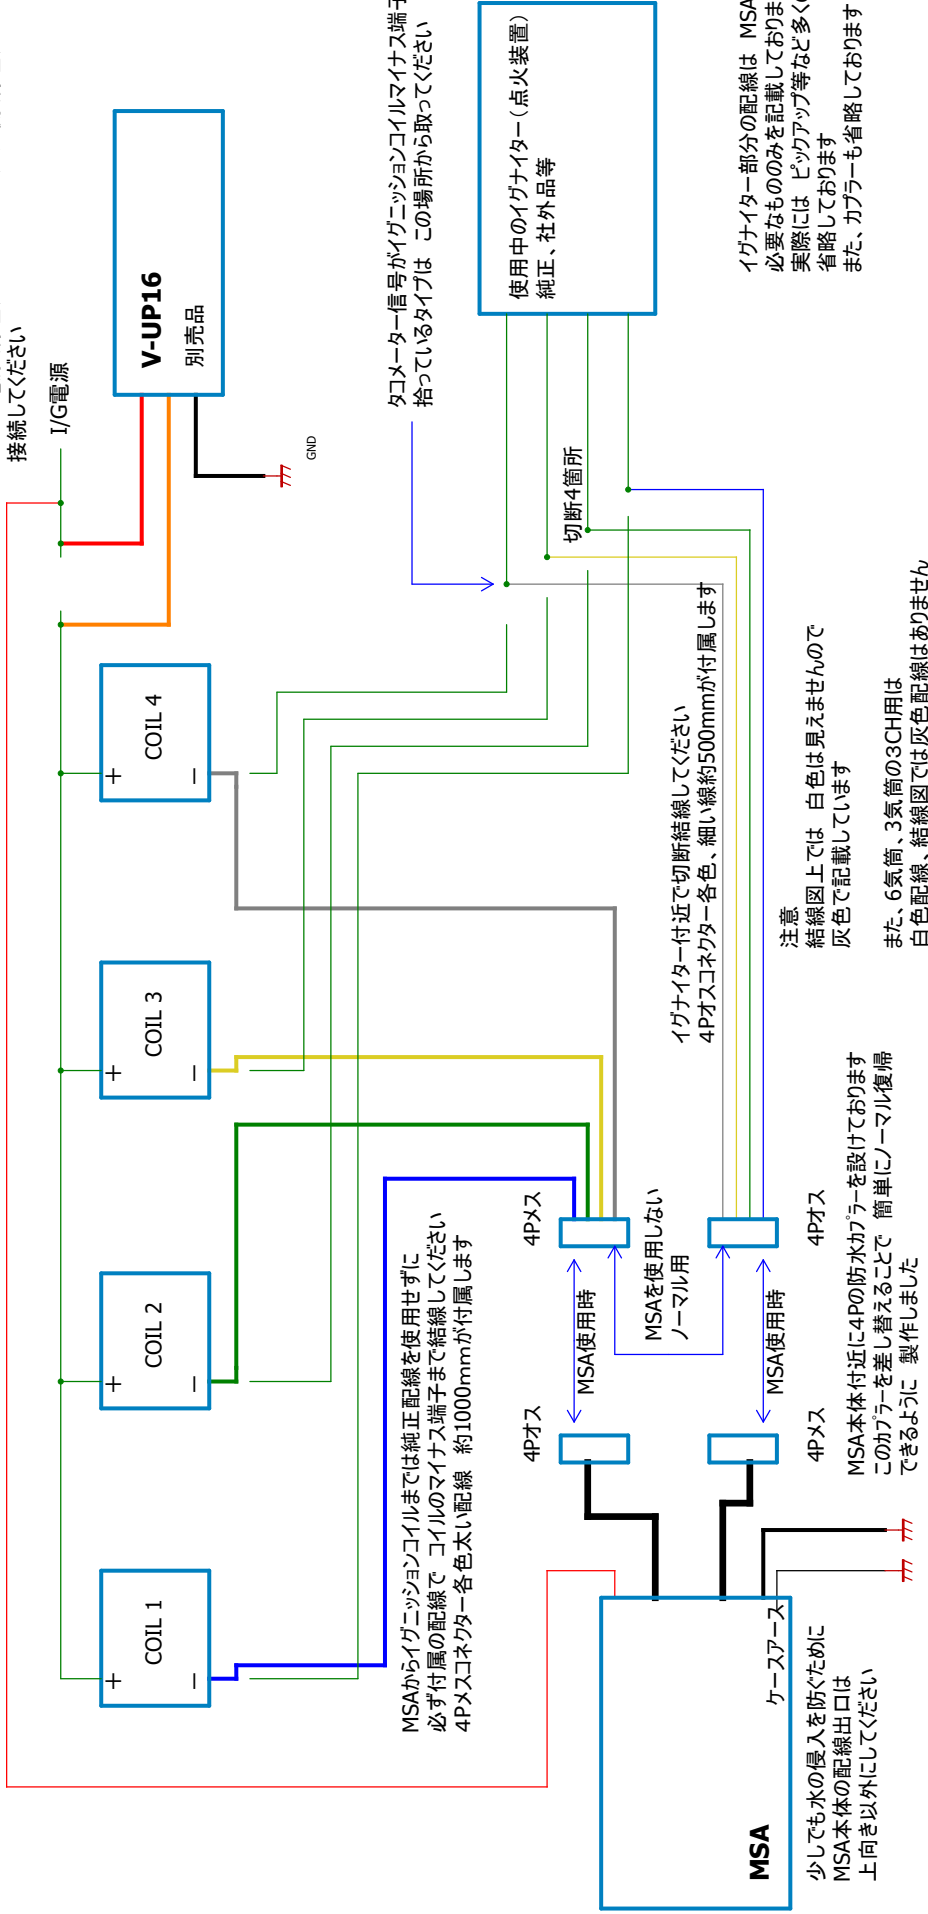 接続してください
I/G電源
V-UP16
別売品
GND
COIL 4
+
−
COIL 3
+
−
COIL 2
+
−
COIL 1
+
−
タコメーター信号がイグニッションコイルマイナス端子
拾っているタイプは この場所から取ってください
使用中のイグナイター(点火装置)
純正、社外品等
切断4箇所
イグナイター部分の配線は MSA
必要なもののみを記載しておりま
実際には ピックアップ等など多く
省略しております
また、カプラーも省略しております
MSAからイグニッションコイルまでは純正配線を使用せずに
必ず付属の配線で コイルのマイナス端子まで結線してください
4Pメスコネクター各色太い配線 約1000mmが付属します
イグナイター付近で切断結線してください
4Pオスコネクター各色、細い線約500mmが付属します
4Pオス
MSA使用時
4Pメス
MSAを使用しない
ノーマル用
4Pメス
MSA使用時
4Pオス
MSA本体付近に4Pの防水カプラーを設けております
このカプラーを差し替えることで 簡単にノーマル復帰
できるように 製作しました
注意
結線図上では 白色は見えませんので
灰色で記載しています
また、6気筒、3気筒の3CH用は
白色配線、結線図では灰色配線はありません
MSA
ケースアース
少しでも水の侵入を防ぐために
MSA本体の配線出口は
上向き以外にしてください